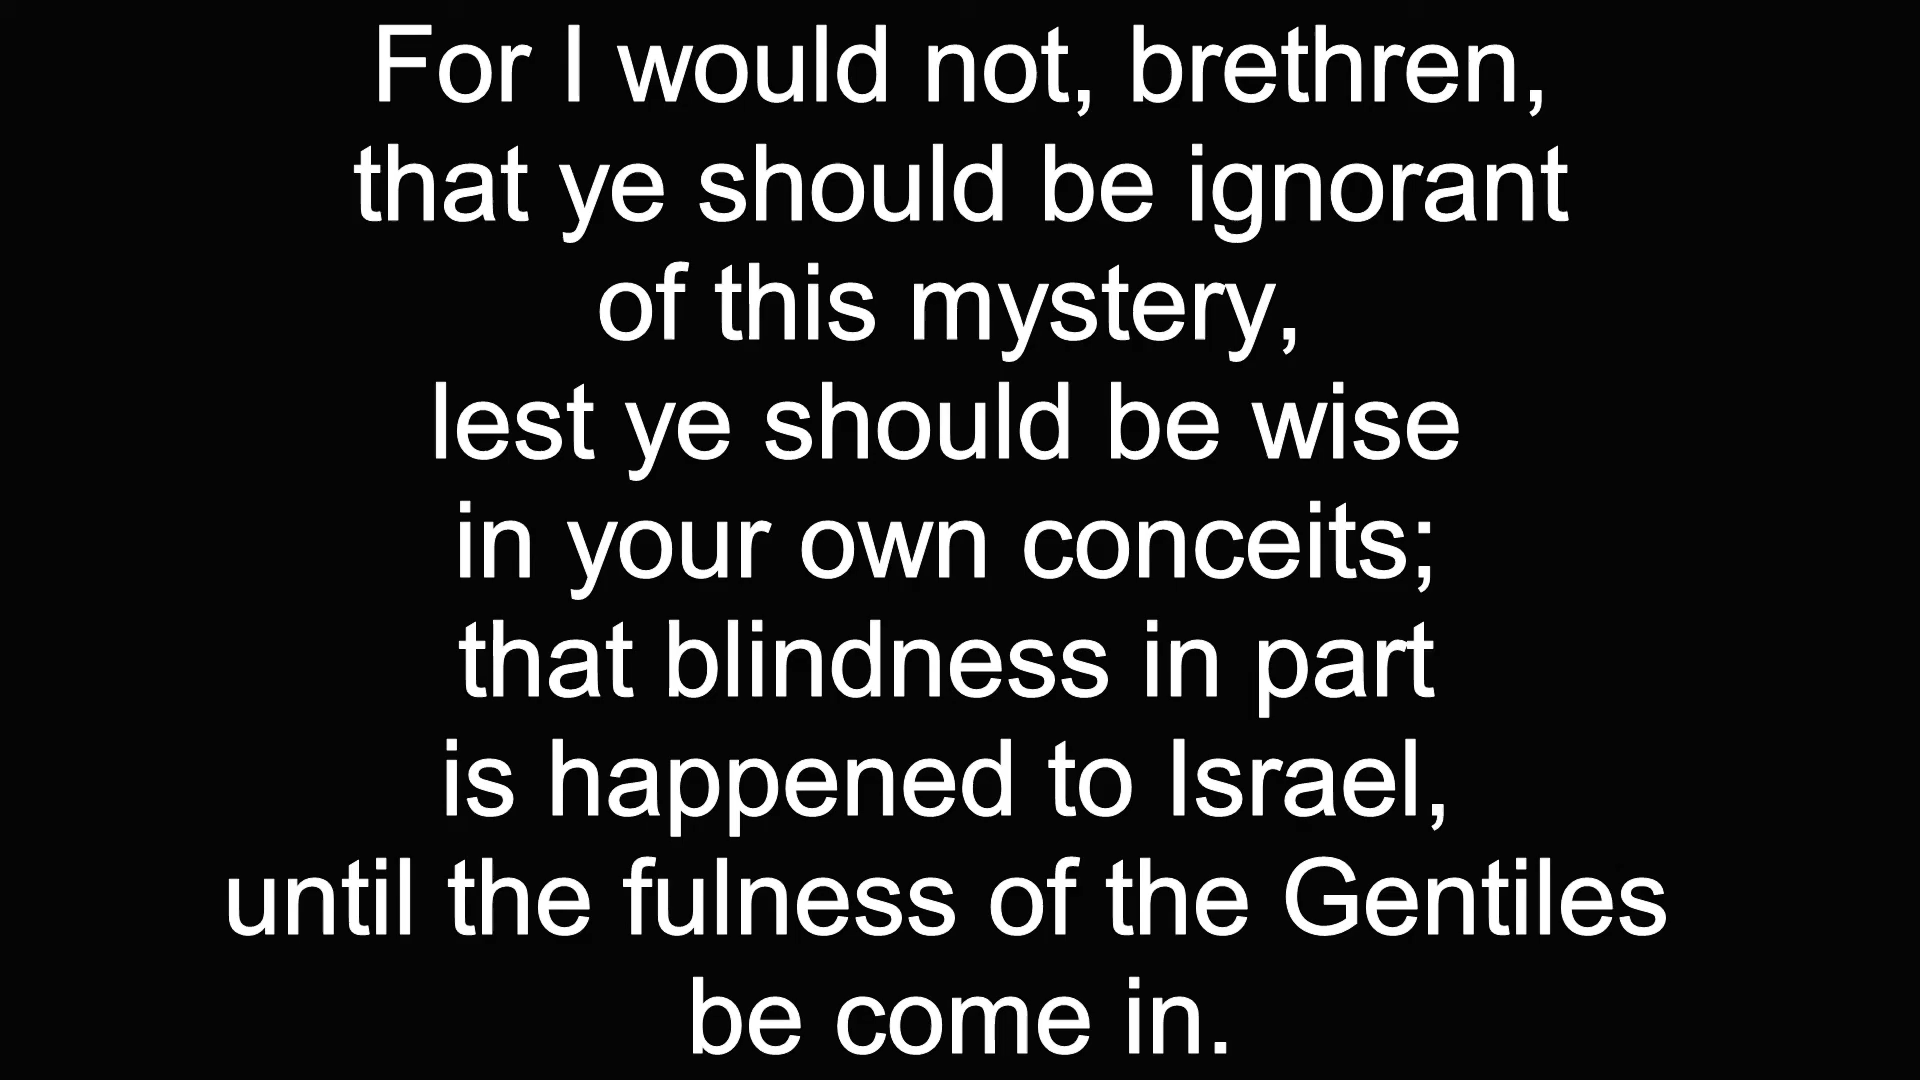 For I would not, brethren,
that ye should be ignorant
of this mystery,
lest ye should be wise
in your own conceits;
that blindness in part
is happened to Israel,
until the fulness of the Gentiles
be come in.